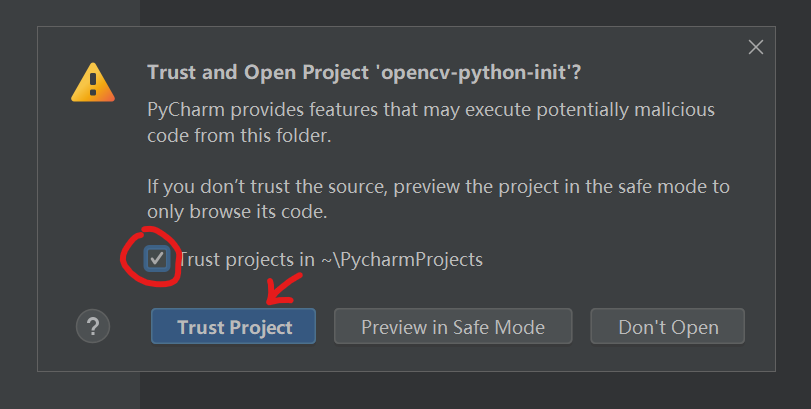 Trust and Open Project 'opencv-python-init'?
PyCharm provides features that may execute potentially malicious
code from this folder.
If you don’t trust the source, preview the project in the safe mode to
only browse its code.
Trust projects in ~\PycharmProjects
? Trust Project Preview in Safe Mode Don't Open